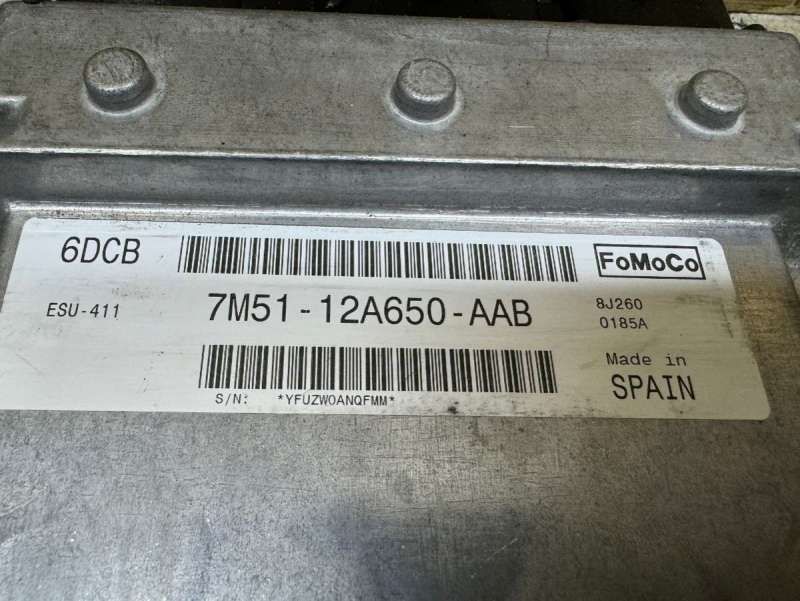 6DCB
FoMoCo
ESU-411
7M51-12A650-AAB
8J260
0185A
Made in
SPAIN
S/N: *YFUZW0ANQFMM*